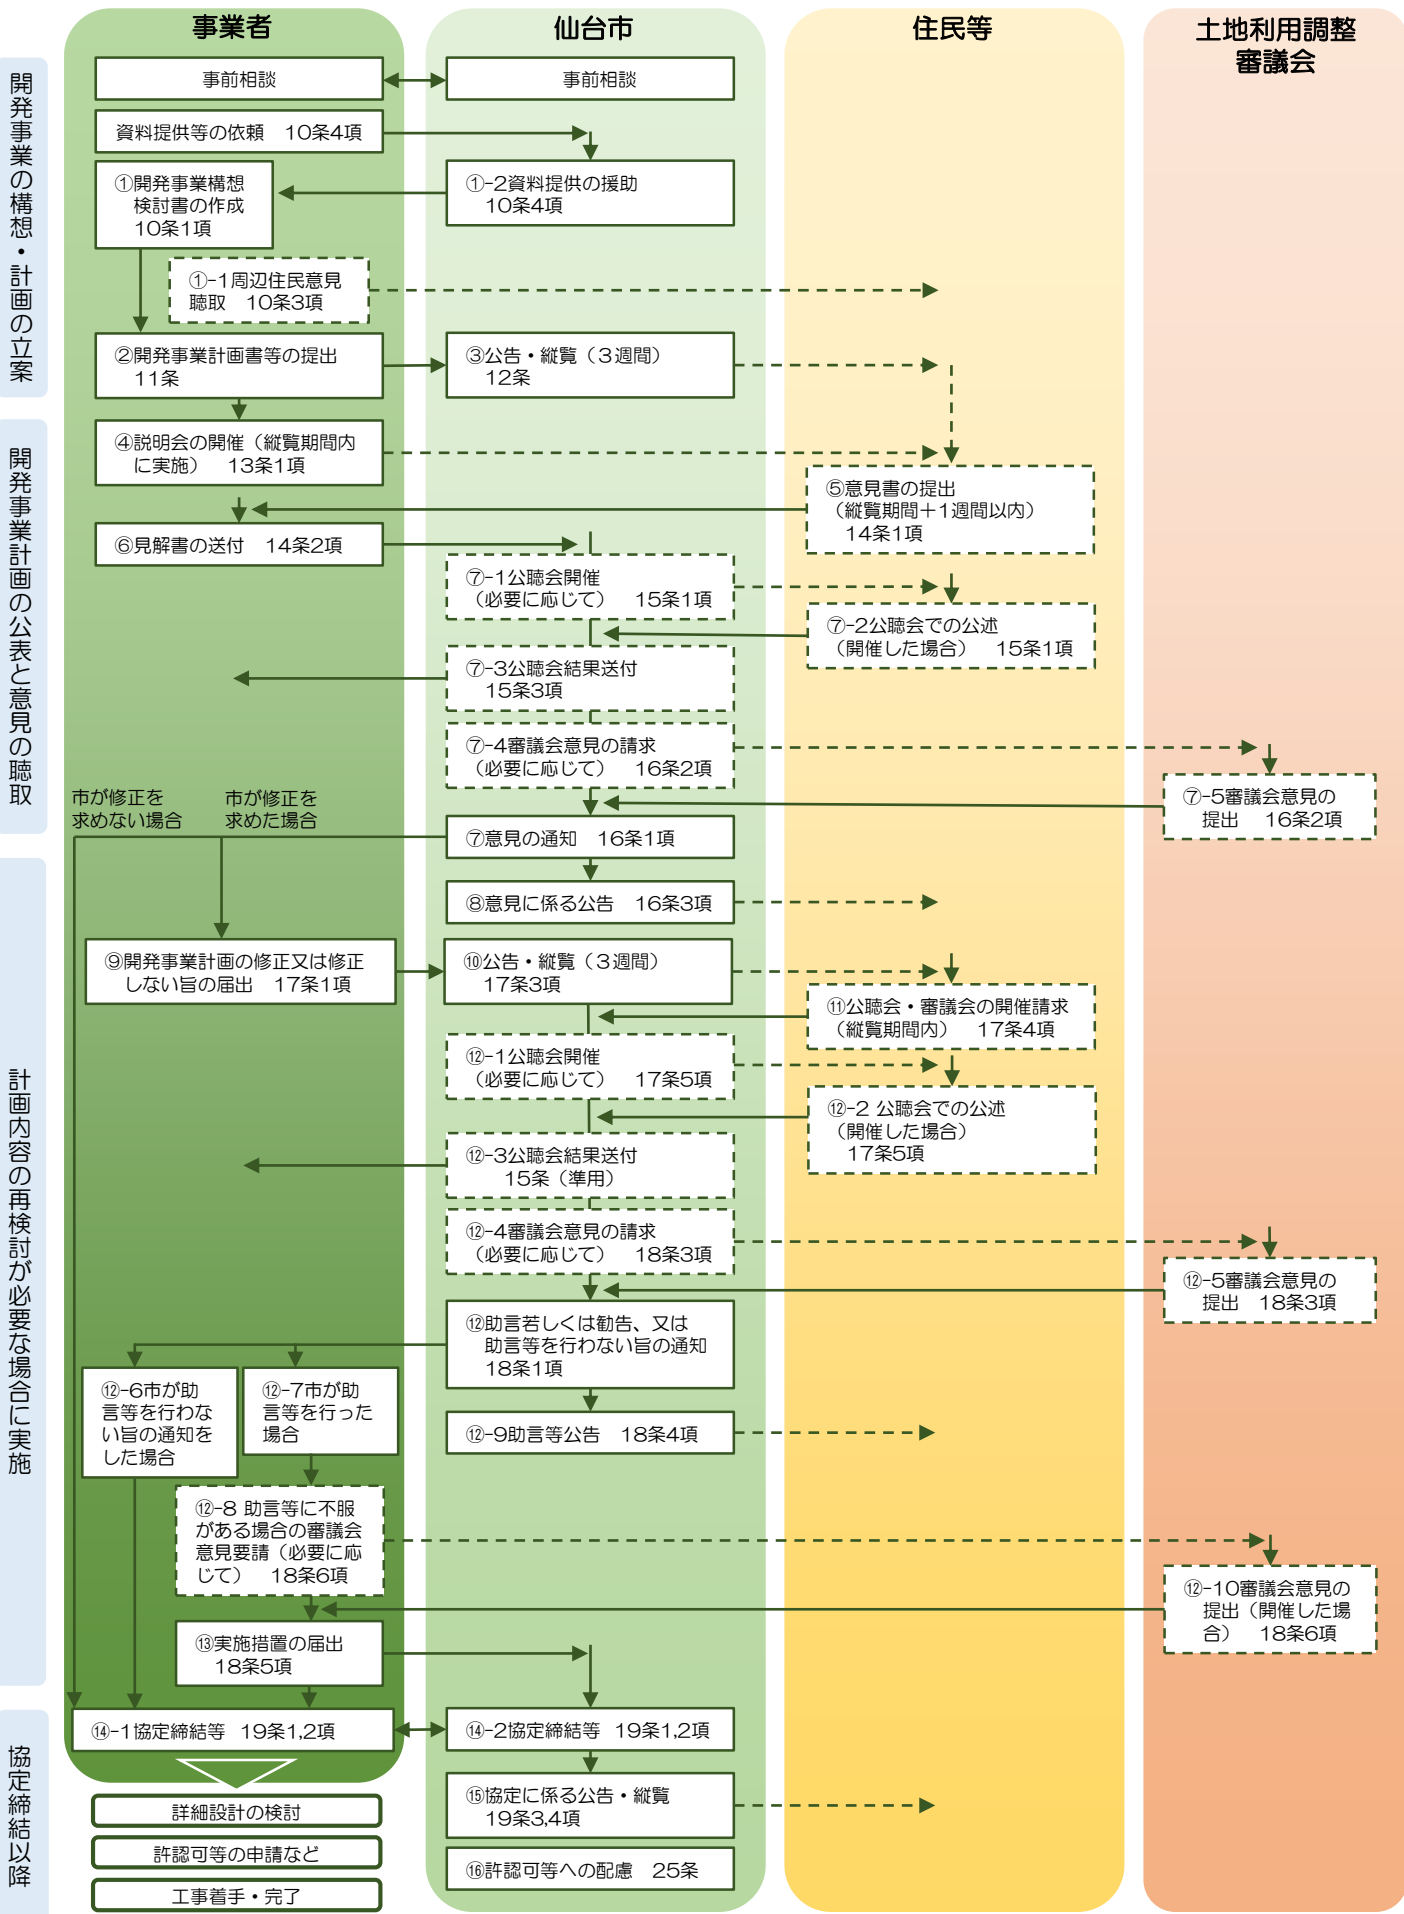 事業者
仙台市
住民等
土地利用調整
審議会
開発事業の構想・計画の立案
事前相談
事前相談
資料提供等の依頼　10条4項
①開発事業構想
検討書の作成
10条1項
①-2資料提供の援助
10条4項
①-1周辺住民意見
聴取　10条3項
②開発事業計画書等の提出
11条
③公告・縦覧（3週間）
12条
開発事業計画の公表と意見の聴取
④説明会の開催（縦覧期間内
に実施）　13条1項
⑤意見書の提出
（縦覧期間＋1週間以内）
14条1項
⑥見解書の送付　14条2項
⑦-1公聴会開催
（必要に応じて）　15条1項
⑦-2公聴会での公述
（開催した場合）　15条1項
⑦-3公聴会結果送付
15条3項
⑦-4審議会意見の請求
（必要に応じて）　16条2項
⑦-5審議会意見の
提出　16条2項
市が修正を
求めない場合
市が修正を
求めた場合
⑦意見の通知　16条1項
計画内容の再検討が必要な場合に実施
⑧意見に係る公告　16条3項
⑨開発事業計画の修正又は修正
しない旨の届出　17条1項
⑩公告・縦覧（3週間）
17条3項
⑪公聴会・審議会の開催請求
（縦覧期間内）　17条4項
⑫-1公聴会開催
（必要に応じて）　17条5項
⑫-2 公聴会での公述
（開催した場合）
17条5項
⑫-3公聴会結果送付
15条（準用）
⑫-4審議会意見の請求
（必要に応じて）　18条3項
⑫-5審議会意見の
提出　18条3項
⑫助言若しくは勧告、又は
助言等を行わない旨の通知
18条1項
⑫-6市が助
言等を行わな
い旨の通知を
した場合
⑫-7市が助
言等を行った
場合
⑫-9助言等公告　18条4項
⑫-8 助言等に不服
がある場合の審議会
意見要請（必要に応
じて）　18条6項
⑫-10審議会意見の
提出（開催した場
合）　18条6項
⑬実施措置の届出
18条5項
協定締結以降
⑭-1協定締結等　19条1,2項
⑭-2協定締結等　19条1,2項
⑮協定に係る公告・縦覧
19条3,4項
詳細設計の検討
許認可等の申請など
⑯許認可等への配慮　25条
工事着手・完了